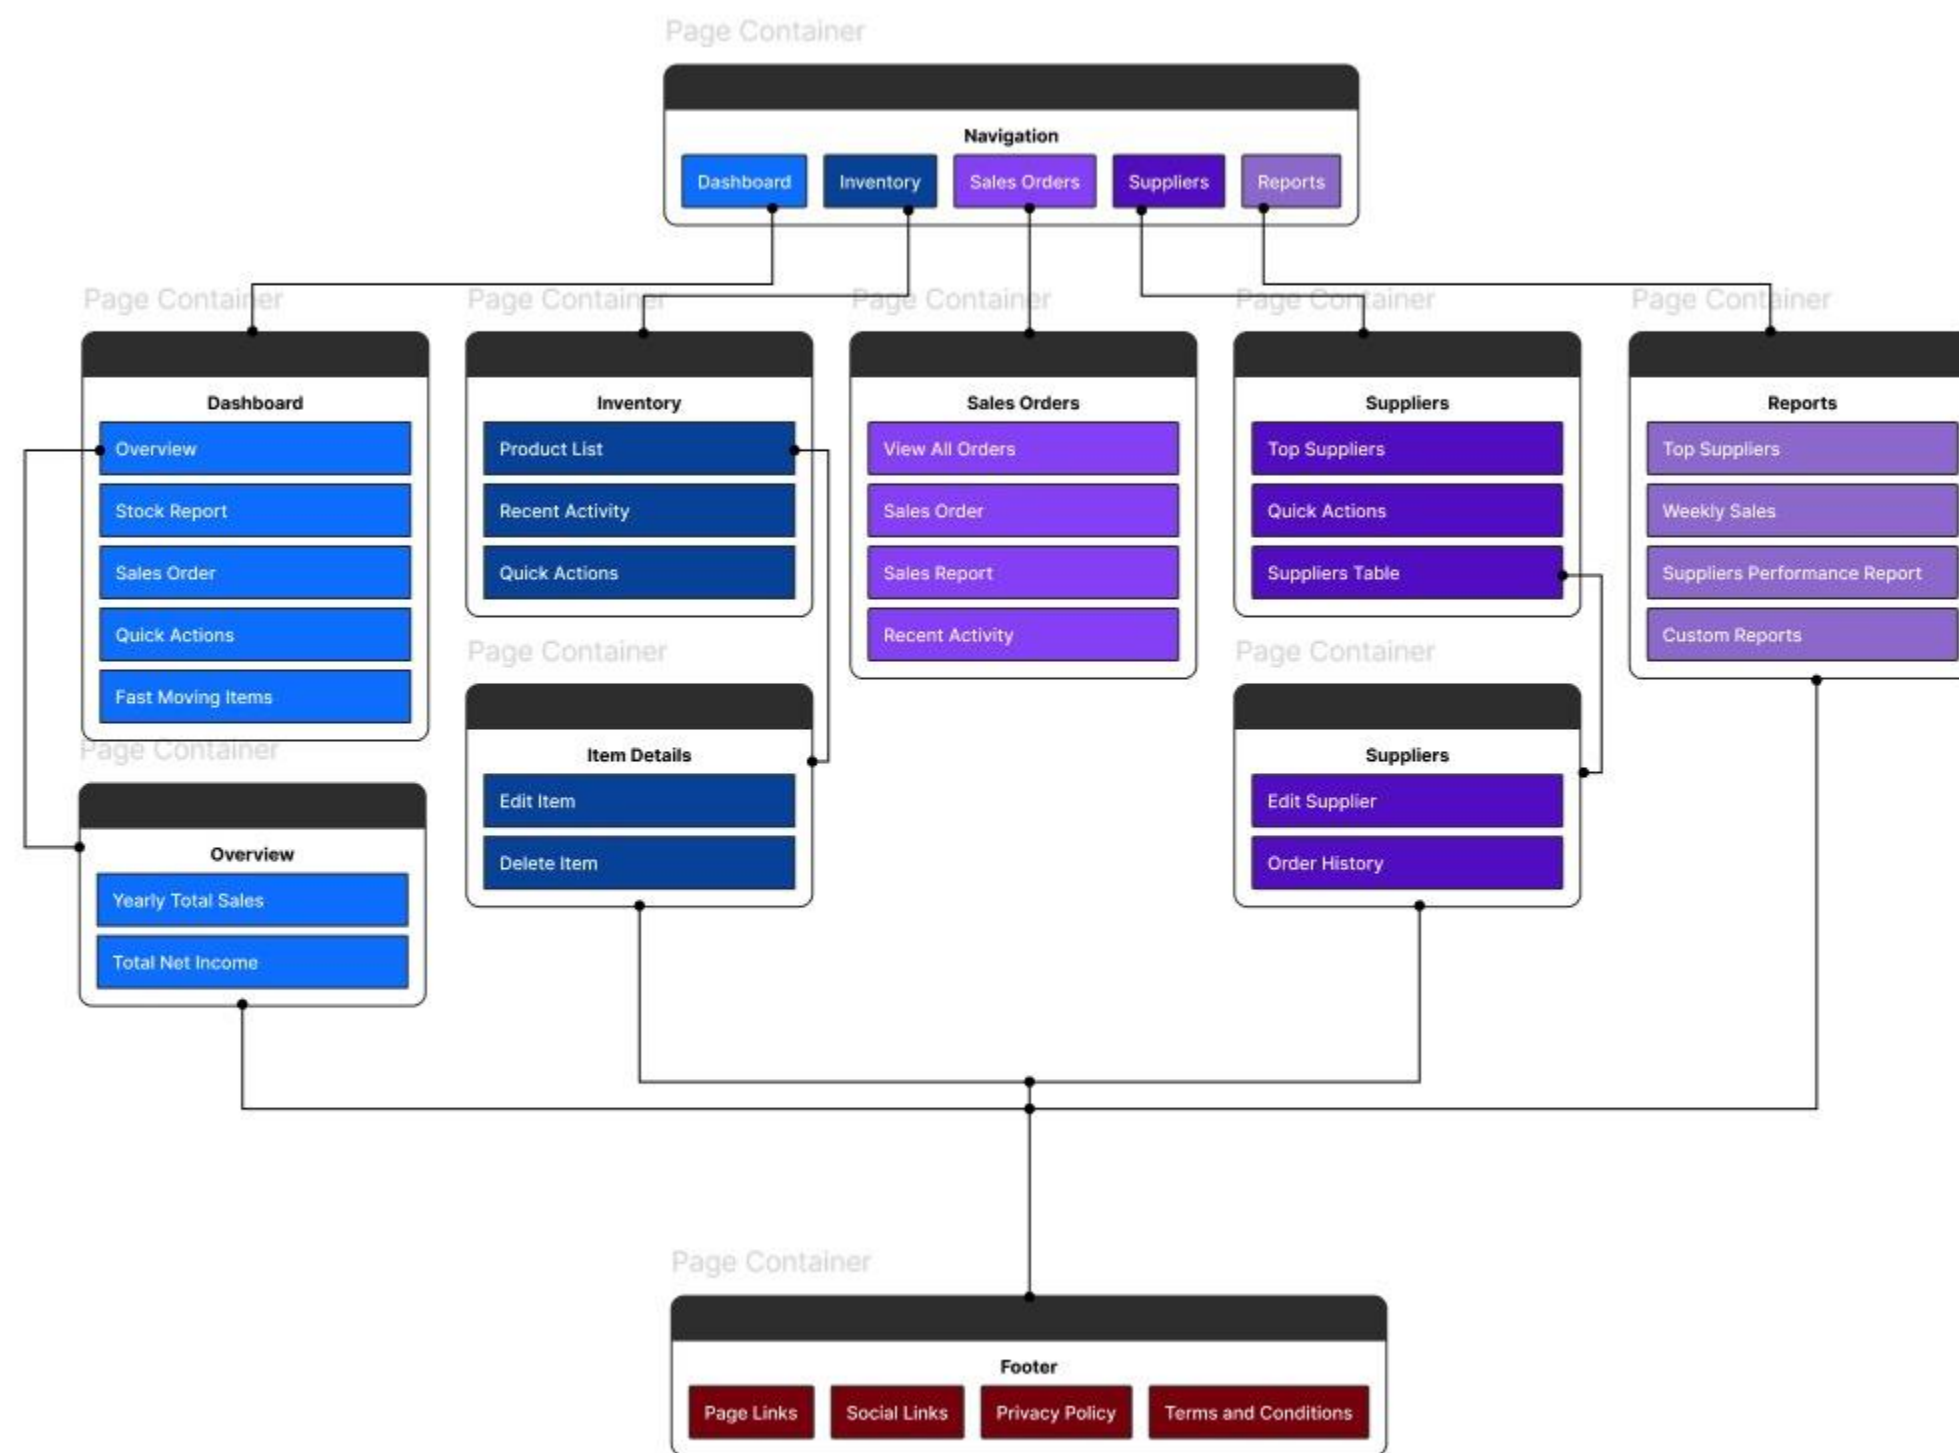 Page Container
Navigation
Dashboard
Inventory
Sales Orders
Suppliers
Reports
Page Container
Dashboard
Overview
Stock Report
Sales Order
Quick Actions
Fast Moving Items
Page Container
Overview
Yearly Total Sales
Total Net Income
Page Container
Inventory
Product List
Recent Activity
Quick Actions
Page Container
Item Details
Edit Item
Delete Item
Page Container
Sales Orders
View All Orders
Sales Order
Sales Report
Recent Activity
Page Container
Suppliers
Top Suppliers
Quick Actions
Suppliers Table
Page Container
Suppliers
Edit Supplier
Order History
Page Container
Reports
Top Suppliers
Weekly Sales
Suppliers Performance Report
Custom Reports
Page Container
Footer
Page Links
Social Links
Privacy Policy
Terms and Conditions